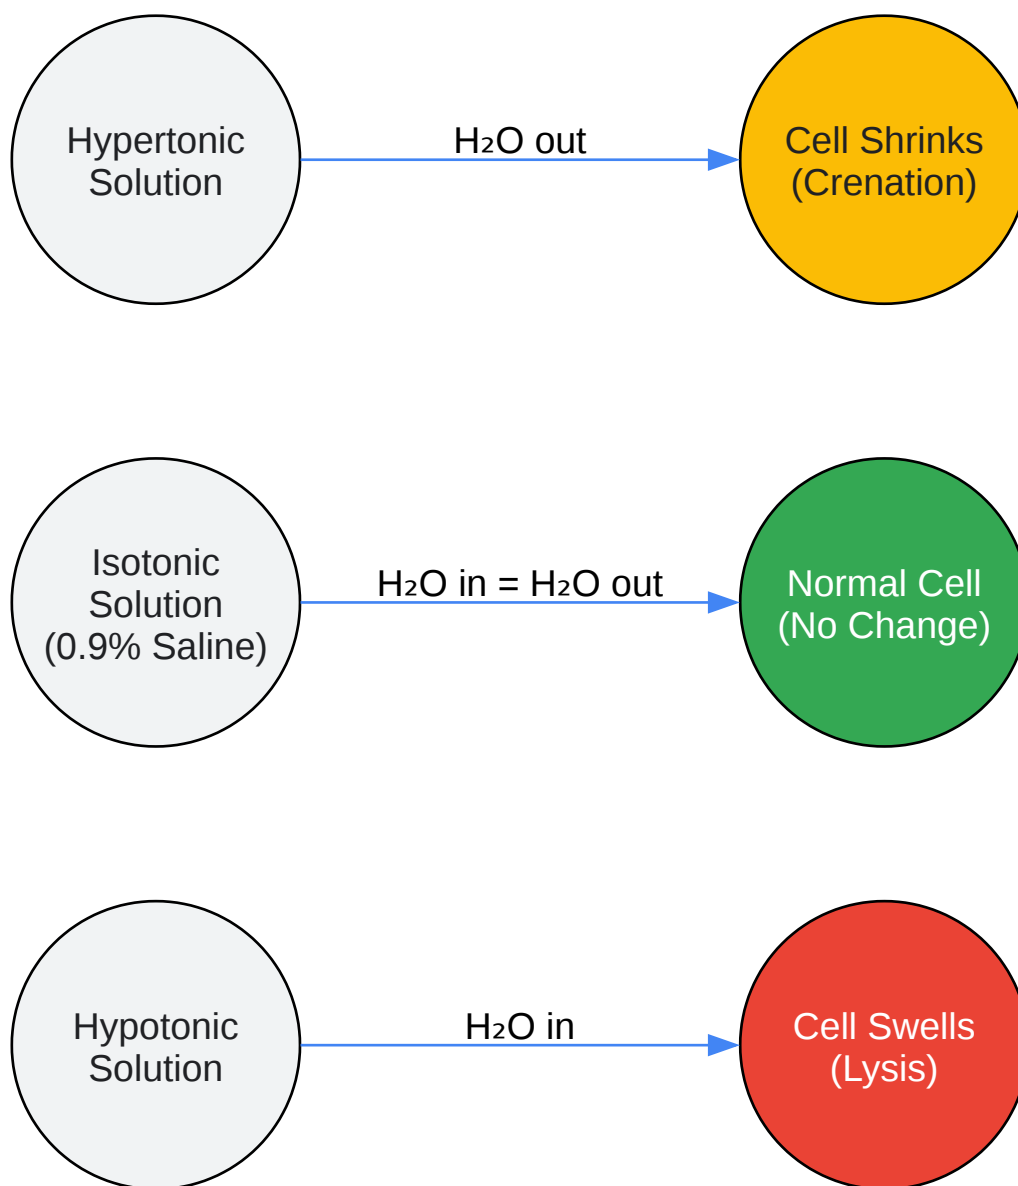 Hypertonic
Solution
H₂O out
Cell Shrinks
(Crenation)
Isotonic
Solution
(0.9% Saline)
H₂O in = H₂O out
Normal Cell
(No Change)
Hypotonic
Solution
H₂O in
Cell Swells
(Lysis)